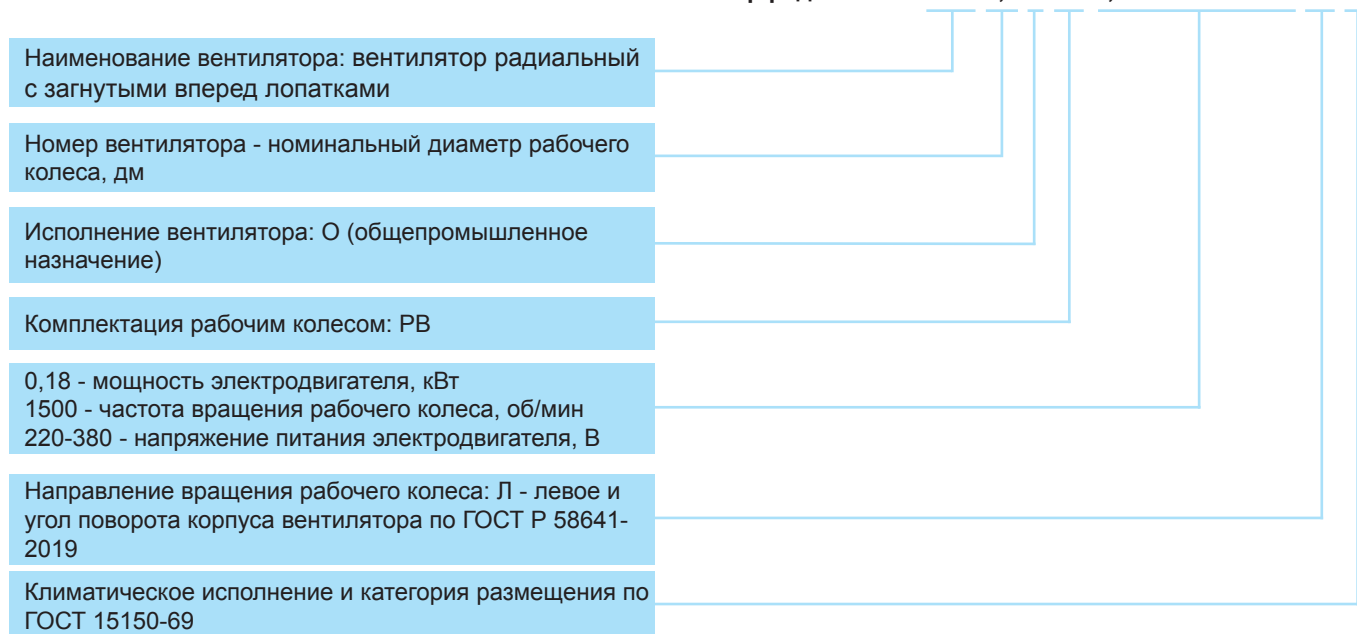 Наименование вентилятора: вентилятор радиальный
с загнутыми вперед лопатками
Номер вентилятора - номинальный диаметр рабочего
колеса, дм
Исполнение вентилятора: О (общепромышленное
назначение)
Комплектация рабочим колесом: РВ
0,18 - мощность электродвигателя, кВт
1500 - частота вращения рабочего колеса, об/мин
220-380 - напряжение питания электродвигателя, В
Направление вращения рабочего колеса: Л - левое и
угол поворота корпуса вентилятора по ГОСТ Р 58641-
2019
Климатическое исполнение и категория размещения по
ГОСТ 15150-69